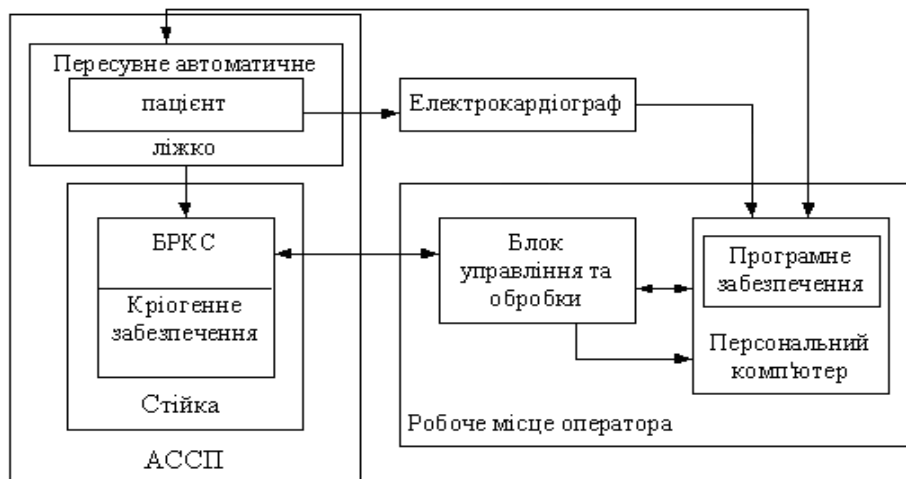 Пересувне автоматичне
пацієнт
ліжко
Електрокардіограф
БРКС
Кріогенне
забезпечення
Стійка
АССП
Блок
управління та
обробки
Програмне
забезпечення
Персональний
комп'ютер
Робоче місце оператора